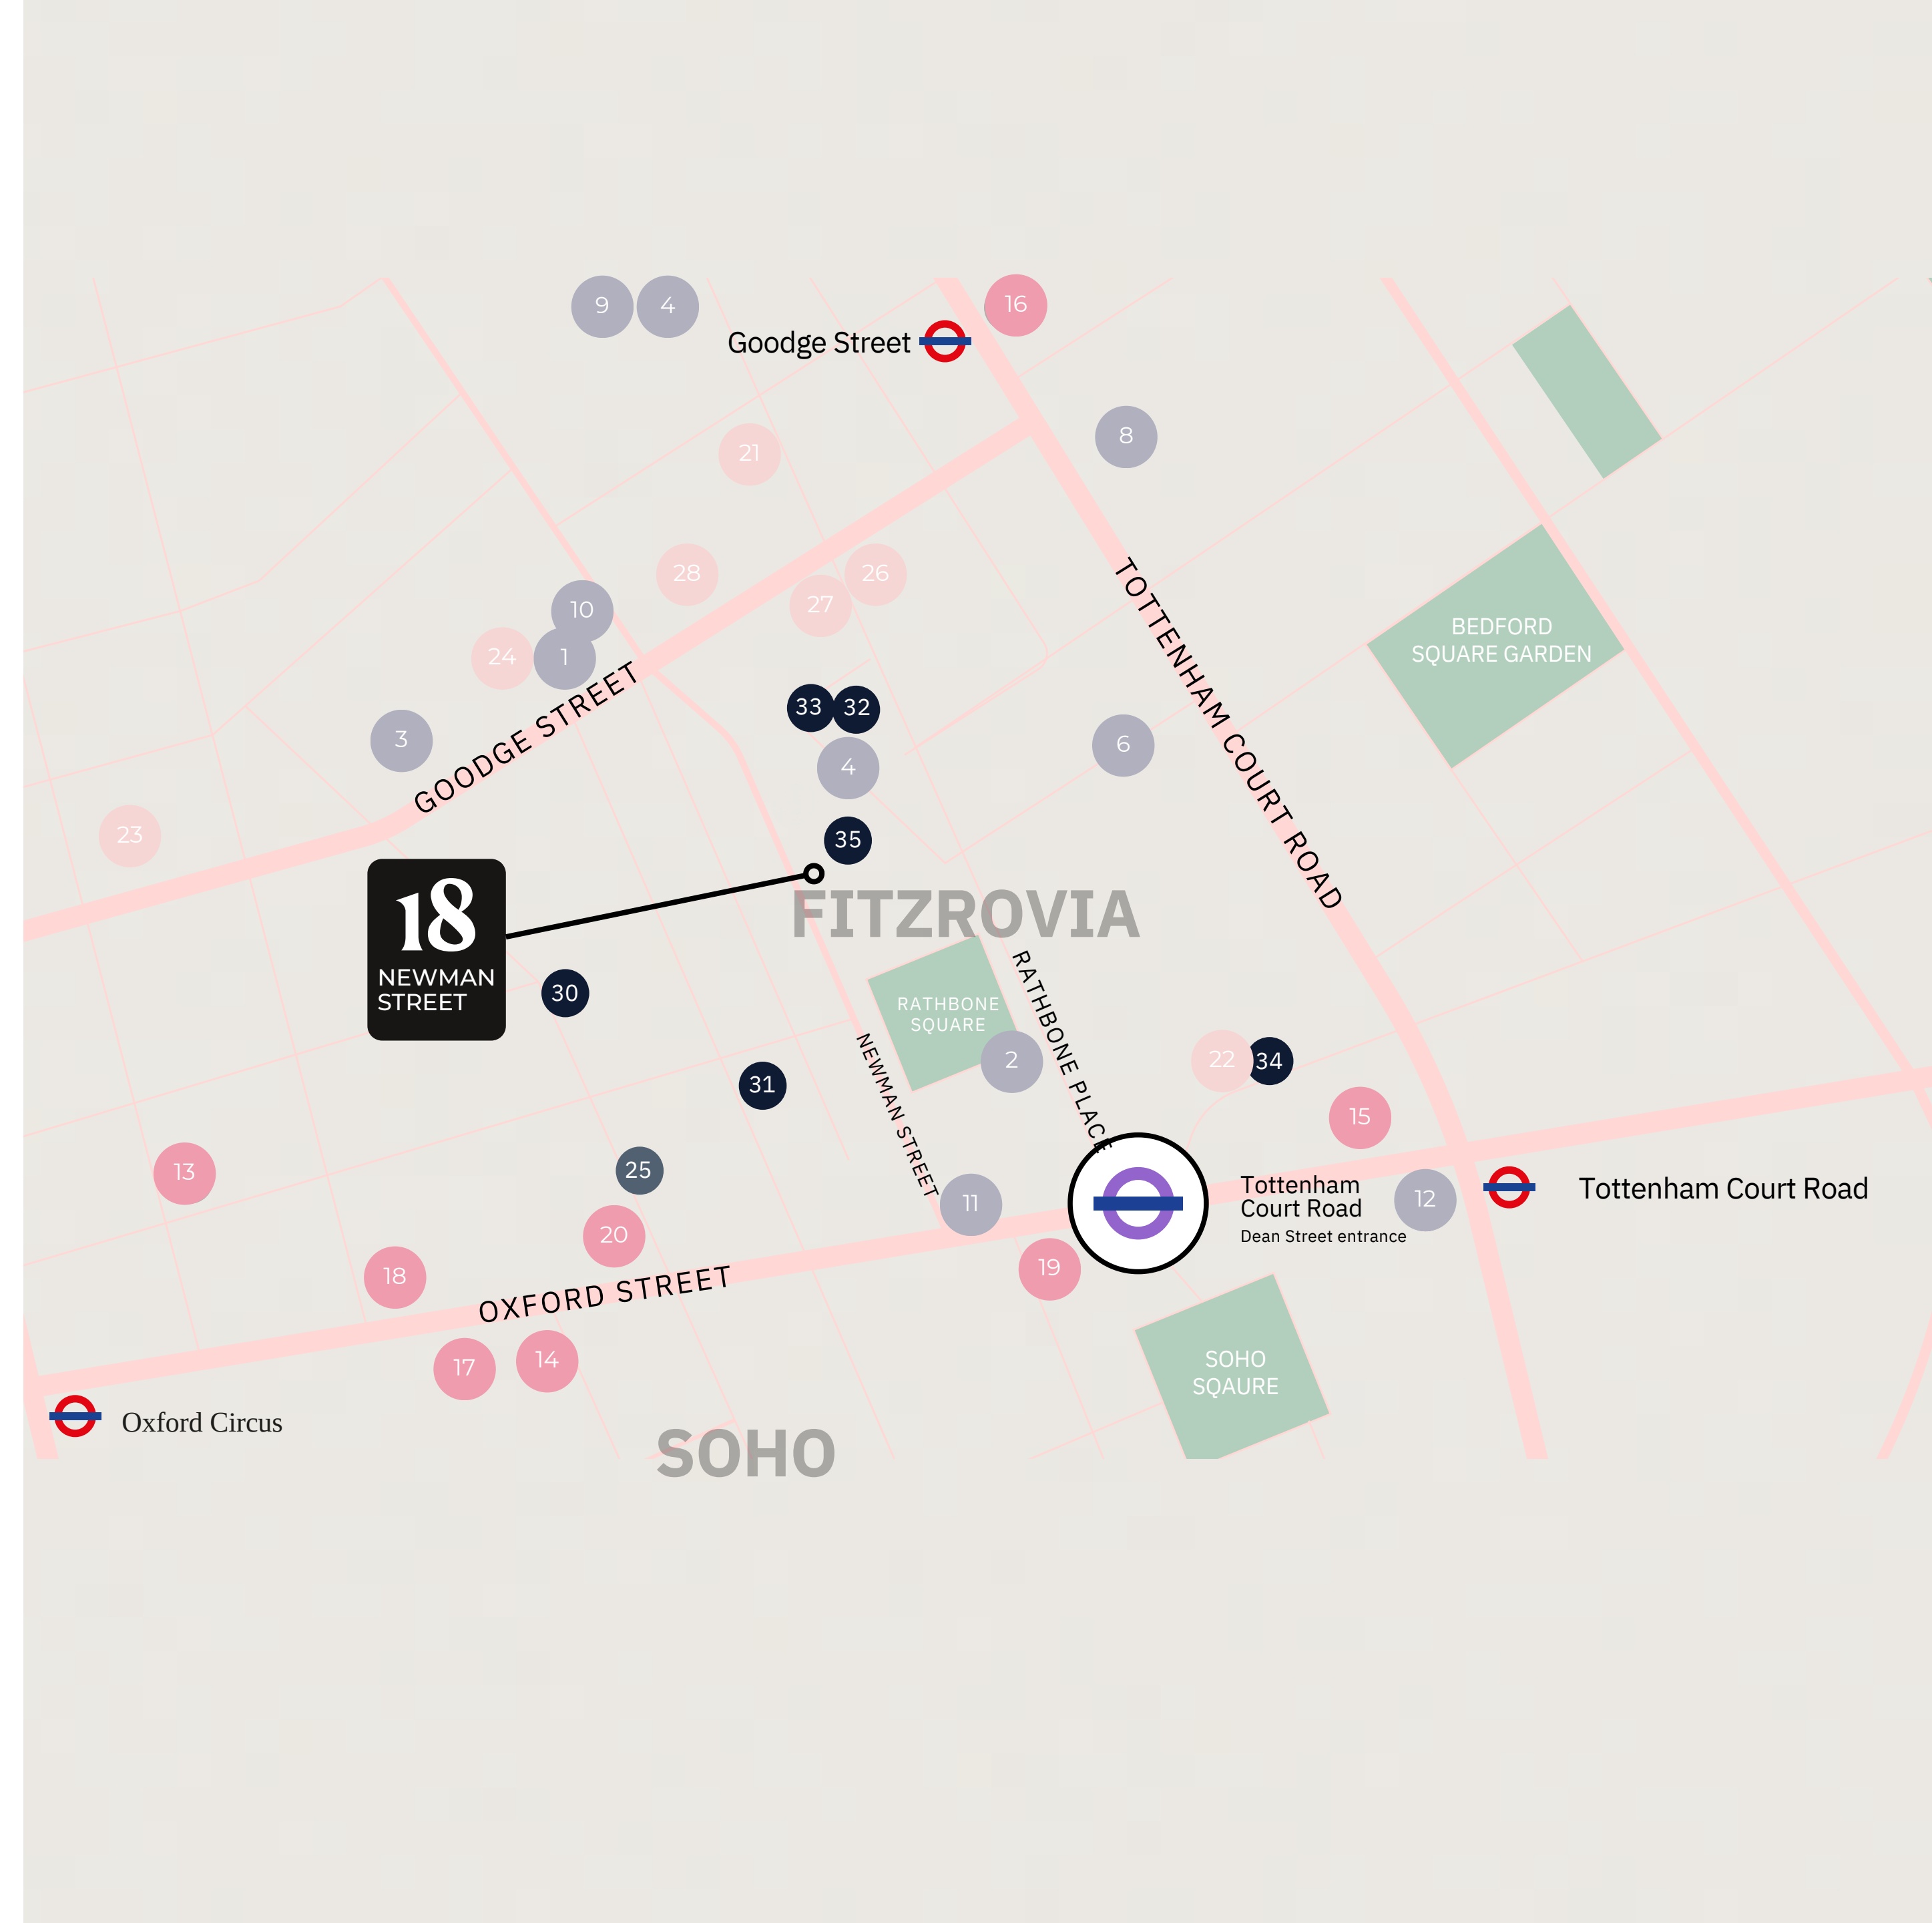 9
4
16
Goodge Street
8
21
28
26
27
10
24
1
BEDFORD
SQUARE GARDEN
TOTTENHAM COURT ROAD
GOODGE STREET
3
33
32
4
6
23
35
18
NEWMAN
STREET
FITZROVIA
30
RATHBONE
SQUARE
RATHBONE PLACE
NEWMAN STREET
2
22
34
31
15
13
25
11
12
Tottenham
Court Road
Dean Street entrance
Tottenham Court Road
20
19
18
OXFORD STREET
17
14
SOHO
SQAURE
Oxford Circus
SOHO